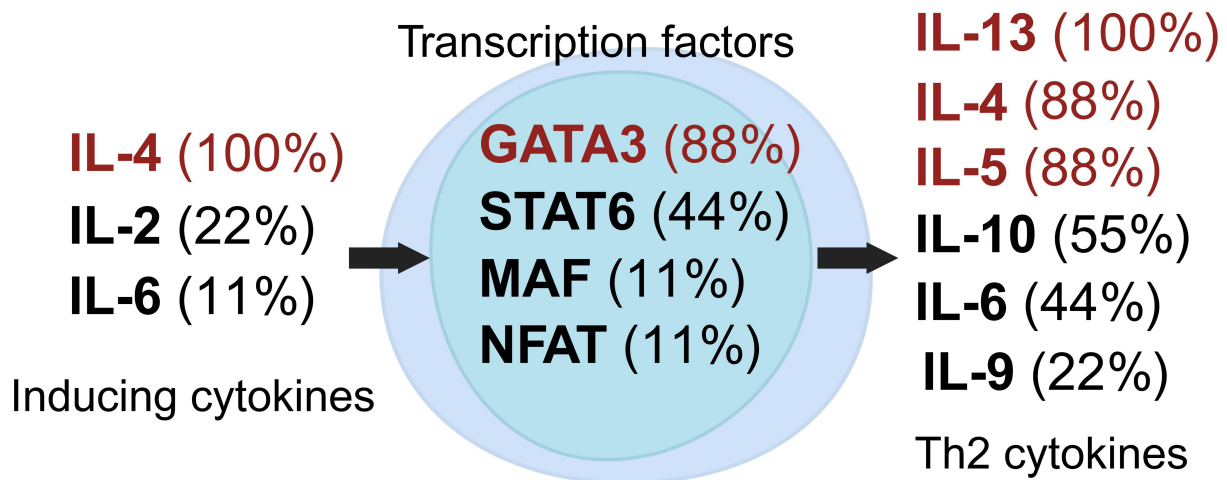 Transcription factors
IL-4 (100%)
IL-2 (22%)
IL-6 (11%)
Inducing cytokines
GATA3 (88%)
STAT6 (44%)
MAF (11%)
NFAT (11%)
IL-13 (100%)
IL-4 (88%)
IL-5 (88%)
IL-10 (55%)
IL-6 (44%)
IL-9 (22%)
Th2 cytokines